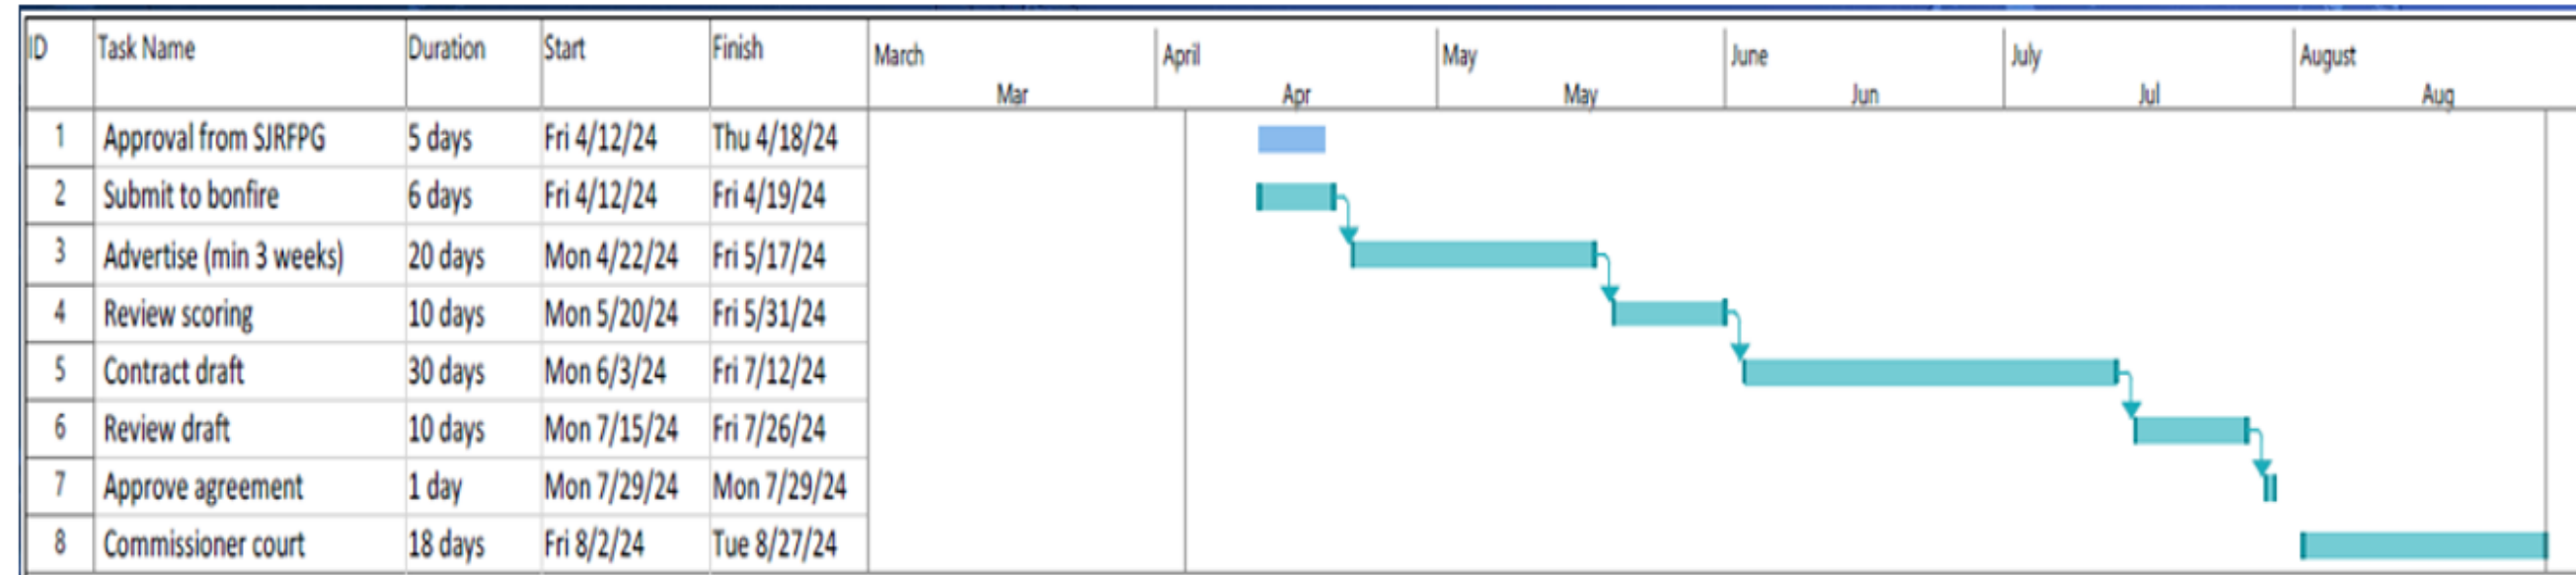 ID Task Name Duration Start Finish March April May June July August
Mar Apr May Jun Jul Aug
1 Approval from SJRFPG 5 days Fri 4/12/24 Thu 4/18/24
2 Submit to bonfire 6 days Fri 4/12/24 Fri 4/19/24
3 Advertise (min 3 weeks) 20 days Mon 4/22/24 Fri 5/17/24
4 Review scoring 10 days Mon 5/20/24 Fri 5/31/24
5 Contract draft 30 days Mon 6/3/24 Fri 7/12/24
6 Review draft 10 days Mon 7/15/24 Fri 7/26/24
7 Approve agreement 1 day Mon 7/29/24 Mon 7/29/24
8 Commissioner court 18 days Fri 8/2/24 Tue 8/27/24